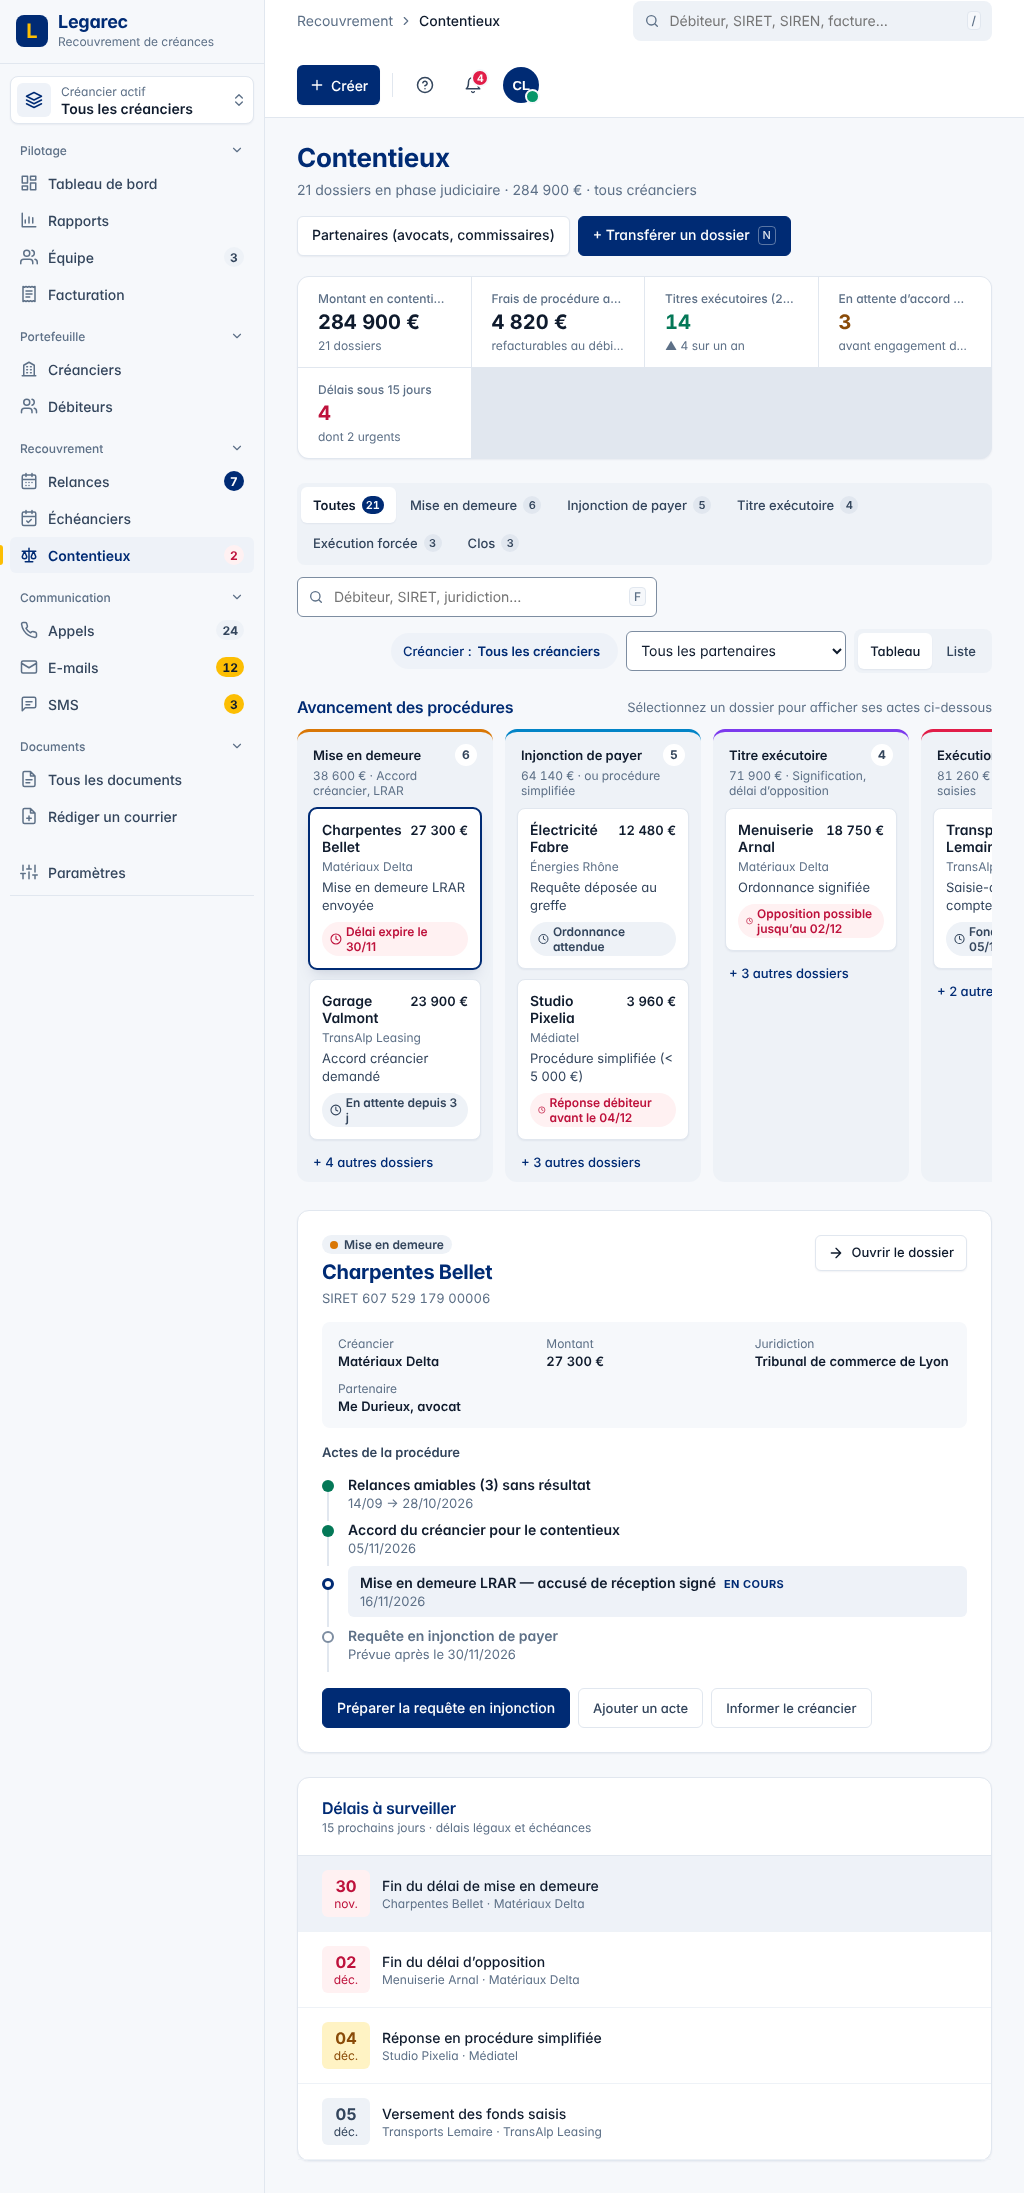 L
Legarec
Recouvrement de créances
Créancier actif
Tous les créanciers
Pilotage
Tableau de bord
Rapports
Équipe 3
Facturation
Portefeuille
Créanciers
Débiteurs
Recouvrement
Relances 7
Échéanciers
Contentieux 2
Communication
Appels 24
E-mails 12
SMS 3
Documents
Tous les documents
Rédiger un courrier
Paramètres
Recouvrement > Contentieux
Débiteur, SIRET, SIREN, facture... /
+ Créer
4
CL
Contentieux
21 dossiers en phase judiciaire · 284 900 € · tous créanciers
Partenaires (avocats, commissaires)
+ Transférer un dossier N
Montant en contenti...
284 900 €
21 dossiers
Frais de procédure a...
4 820 €
refacturables au débi...
Titres exécutoires (2...
14
▲ 4 sur un an
En attente d’accord ...
3
avant engagement d...
Délais sous 15 jours
4
dont 2 urgents
Toutes 21
Mise en demeure 6
Injonction de payer 5
Titre exécutoire 4
Exécution forcée 3
Clos 3
Débiteur, SIRET, juridiction... F
Créancier : Tous les créanciers
Tous les partenaires
Tableau
Liste
Avancement des procédures
Sélectionnez un dossier pour afficher ses actes ci-dessous
Mise en demeure 6
38 600 € · Accord
créancier, LRAR
Charpentes 27 300 €
Bellet
Matériaux Delta
Mise en demeure LRAR
envoyée
Délai expire le
30/11
Garage 23 900 €
Valmont
TransAlp Leasing
Accord créancier
demandé
En attente depuis 3
j
+ 4 autres dossiers
Injonction de payer 5
64 140 € · ou procédure
simplifiée
Électricité 12 480 €
Fabre
Énergies Rhône
Requête déposée au
greffe
Ordonnance
attendue
Studio 3 960 €
Pixelia
Médiatel
Procédure simplifiée (<
5 000 €)
Réponse débiteur
avant le 04/12
+ 3 autres dossiers
Titre exécutoire 4
71 900 € · Signification,
délai d’opposition
Menuiserie 18 750 €
Arnal
Matériaux Delta
Ordonnance signifiée
Opposition possible
jusqu’au 02/12
+ 3 autres dossiers
Exécution
81 260 €
saisies
Transp
Lemair
TransAlp
Saisie-a
compte
Fond
05/1
+ 2 autre
Mise en demeure
Charpentes Bellet
SIRET 607 529 179 00006
Ouvrir le dossier
Créancier
Matériaux Delta
Montant
27 300 €
Juridiction
Tribunal de commerce de Lyon
Partenaire
Me Durieux, avocat
Actes de la procédure
Relances amiables (3) sans résultat
14/09 → 28/10/2026
Accord du créancier pour le contentieux
05/11/2026
Mise en demeure LRAR — accusé de réception signé EN COURS
16/11/2026
Requête en injonction de payer
Prévue après le 30/11/2026
Préparer la requête en injonction
Ajouter un acte
Informer le créancier
Délais à surveiller
15 prochains jours · délais légaux et échéances
30
nov.
Fin du délai de mise en demeure
Charpentes Bellet · Matériaux Delta
02
déc.
Fin du délai d’opposition
Menuiserie Arnal · Matériaux Delta
04
déc.
Réponse en procédure simplifiée
Studio Pixelia · Médiatel
05
déc.
Versement des fonds saisis
Transports Lemaire · TransAlp Leasing